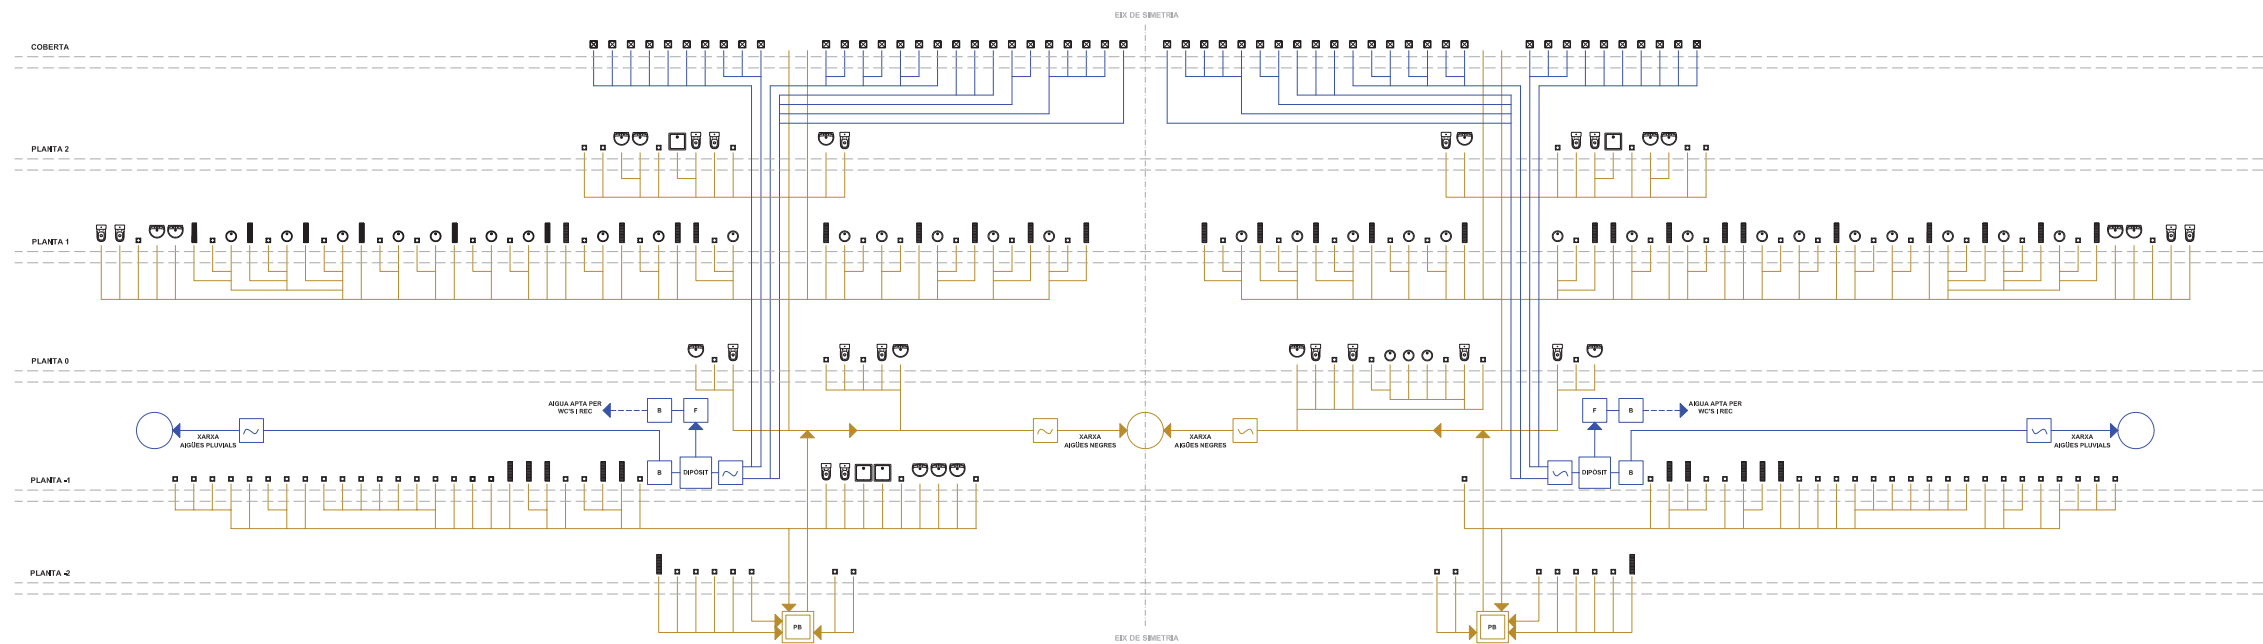 EIX DE SIMETRIA
COBERTA
PLANTA 2
PLANTA 1
PLANTA 0
AIGUA APTA PER
WC'S I REC
B
F
F
B
AIGUA APTA PER
WC'S I REC
XARXA
AIGÜES PLUVIALS
XARXA
AIGÜES NEGRES
XARXA
AIGÜES NEGRES
XARXA
AIGÜES PLUVIALS
B
DIPÒSIT
DIPÒSIT
B
PLANTA -1
PLANTA -2
PB
PB
EIX DE SIMETRIA